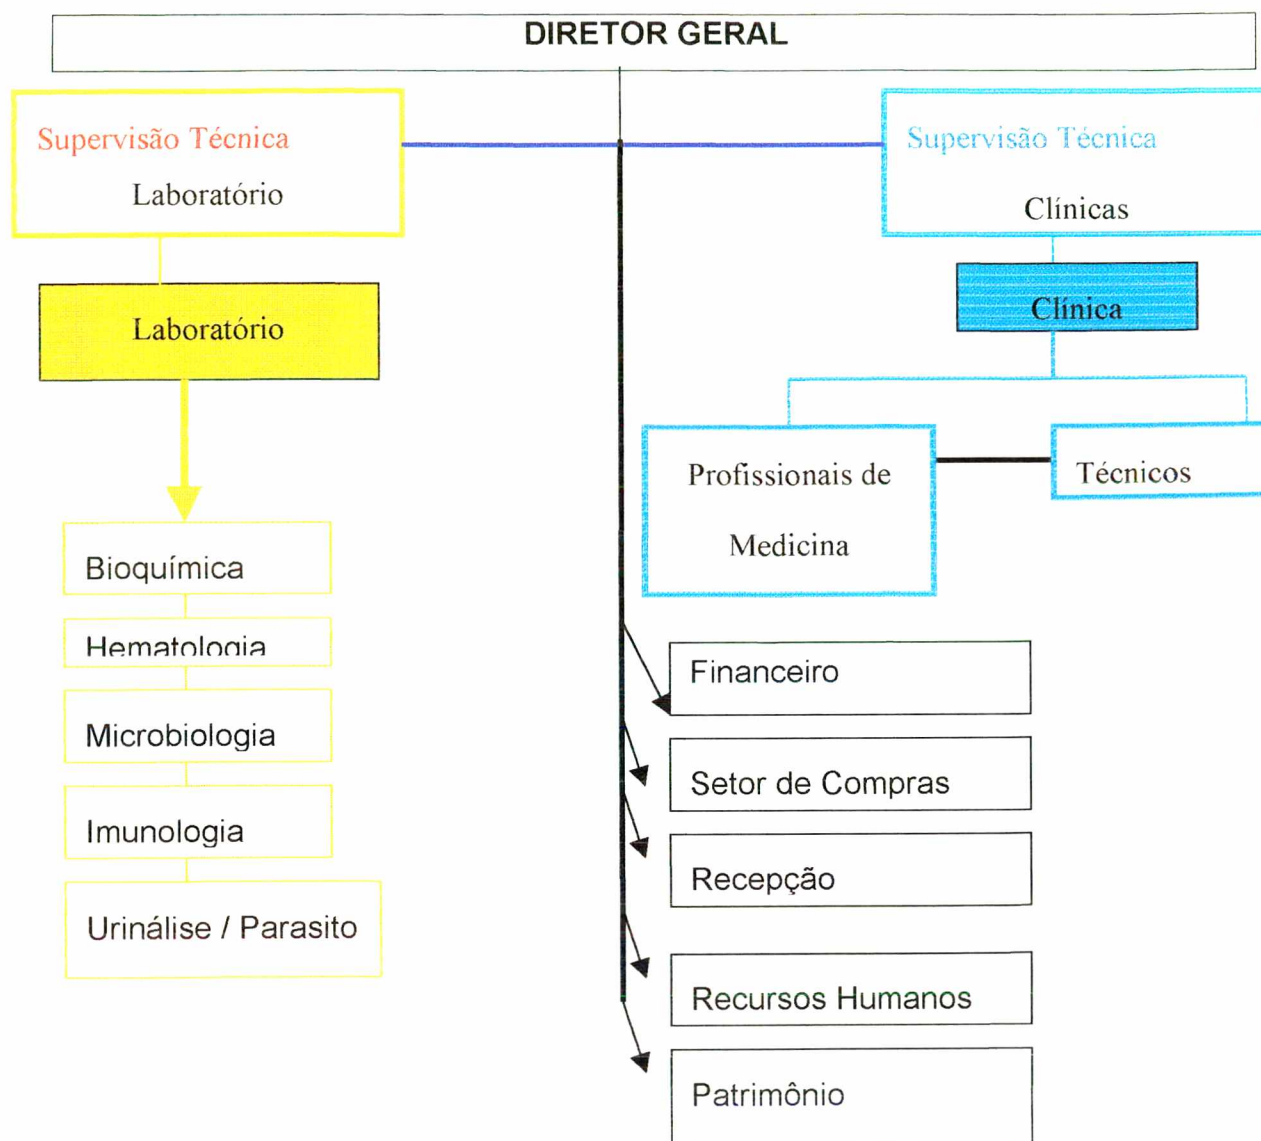 DIRETOR GERAL
Supervisão Técnica
Laboratório
Supervisão Técnica
Clínicas
Laboratório
Clínica
Profissionais de
Medicina
Técnicos
Bioquímica
Hematologia
Microbiologia
Imunologia
Urinálise / Parasito
Financeiro
Setor de Compras
Recepção
Recursos Humanos
Patrimônio